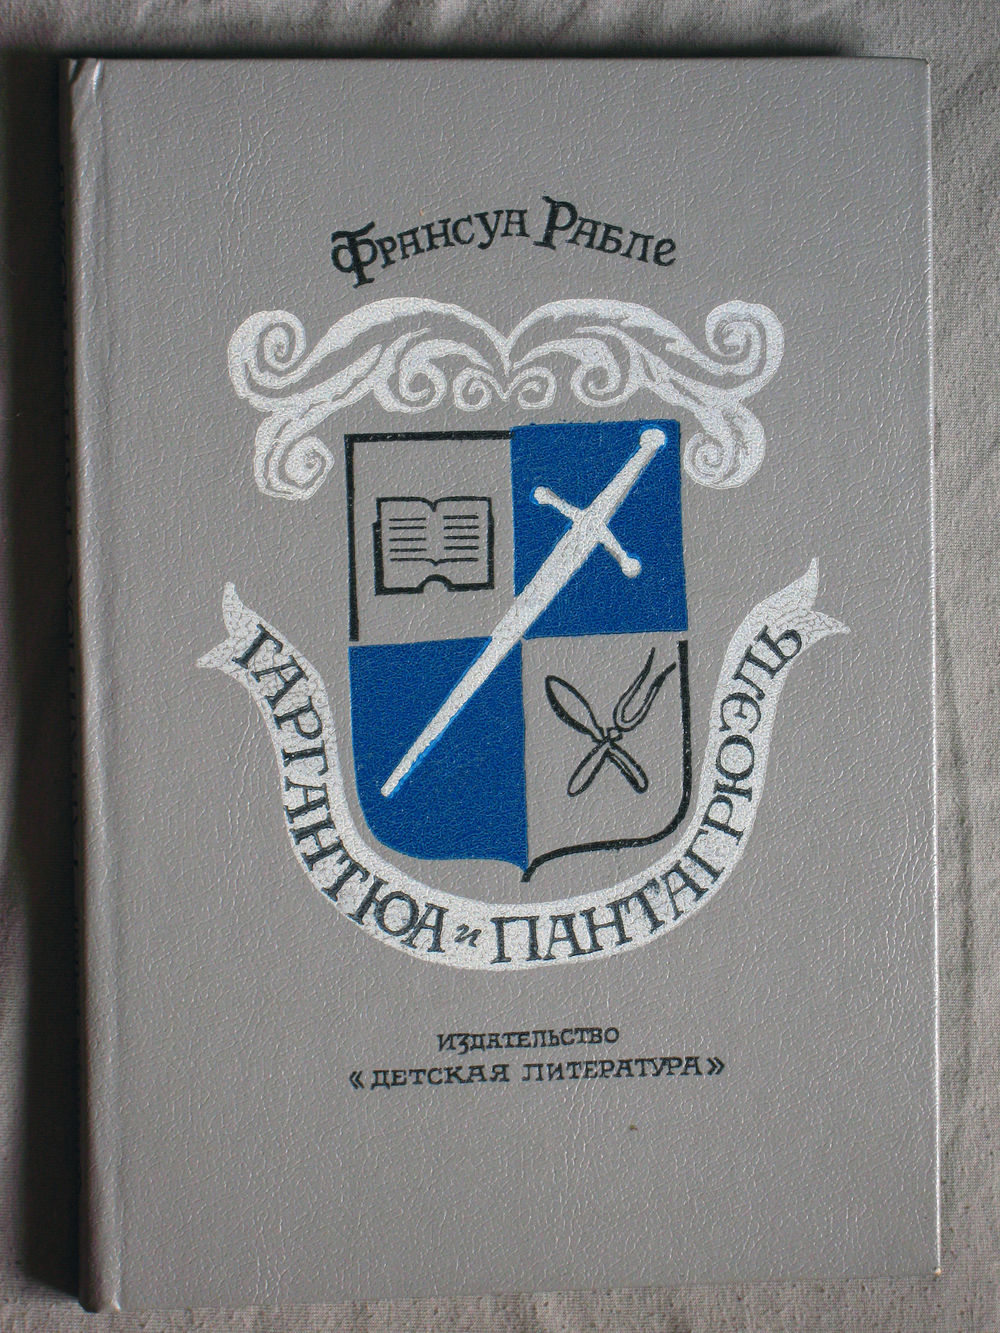 Франсуа Рабле
ГАРГАНТЮА и ПАНТАГРЮЭЛЬ
ИЗДАТЕЛЬСТВО
«ДЕТСКАЯ ЛИТЕРАТУРА»